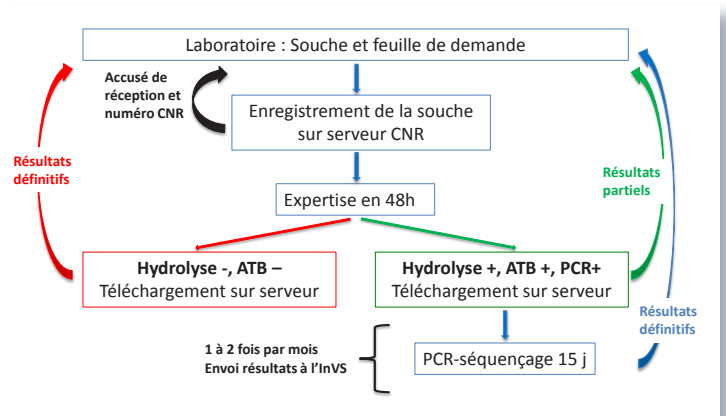 Laboratoire : Souche et feuille de demande
Accusé de
réception et
numéro CNR
Enregistrement de la souche
sur serveur CNR
Résultats
définitifs
Résultats
partiels
Expertise en 48h
Hydrolyse -, ATB –
Téléchargement sur serveur
Hydrolyse +, ATB +, PCR+
Téléchargement sur serveur
Résultats
définitifs
1 à 2 fois par mois
Envoi résultats à l’InVS
PCR-séquençage 15 j